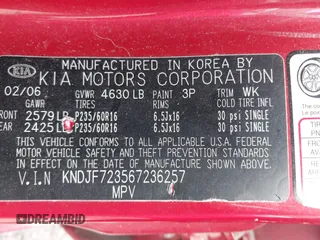 MANUFACTURED IN KOREA BY
KIA KIA MOTORS CORPORATION
02/06 GVWR 4630 LB PAINT 3P TRIM WK
GAWR TIRES RIMS
FRONT 2579 LB P235/60R16 6.5Jx16 30 psi SINGLE
REAR 2425 LB P235/60R16 6.5Jx16 30 psi SINGLE
THIS VEHICLE CONFORMS TO ALL APPLICABLE U.S.A. FEDERAL
MOTOR VEHICLE SAFETY AND THEFT PREVENTION STANDARDS
IN EFFECT ON THE DATE OF MANUFACTURE SHOWN ABOVE.
V.I.N KNDJF723567236257
MPV
DREAMBID